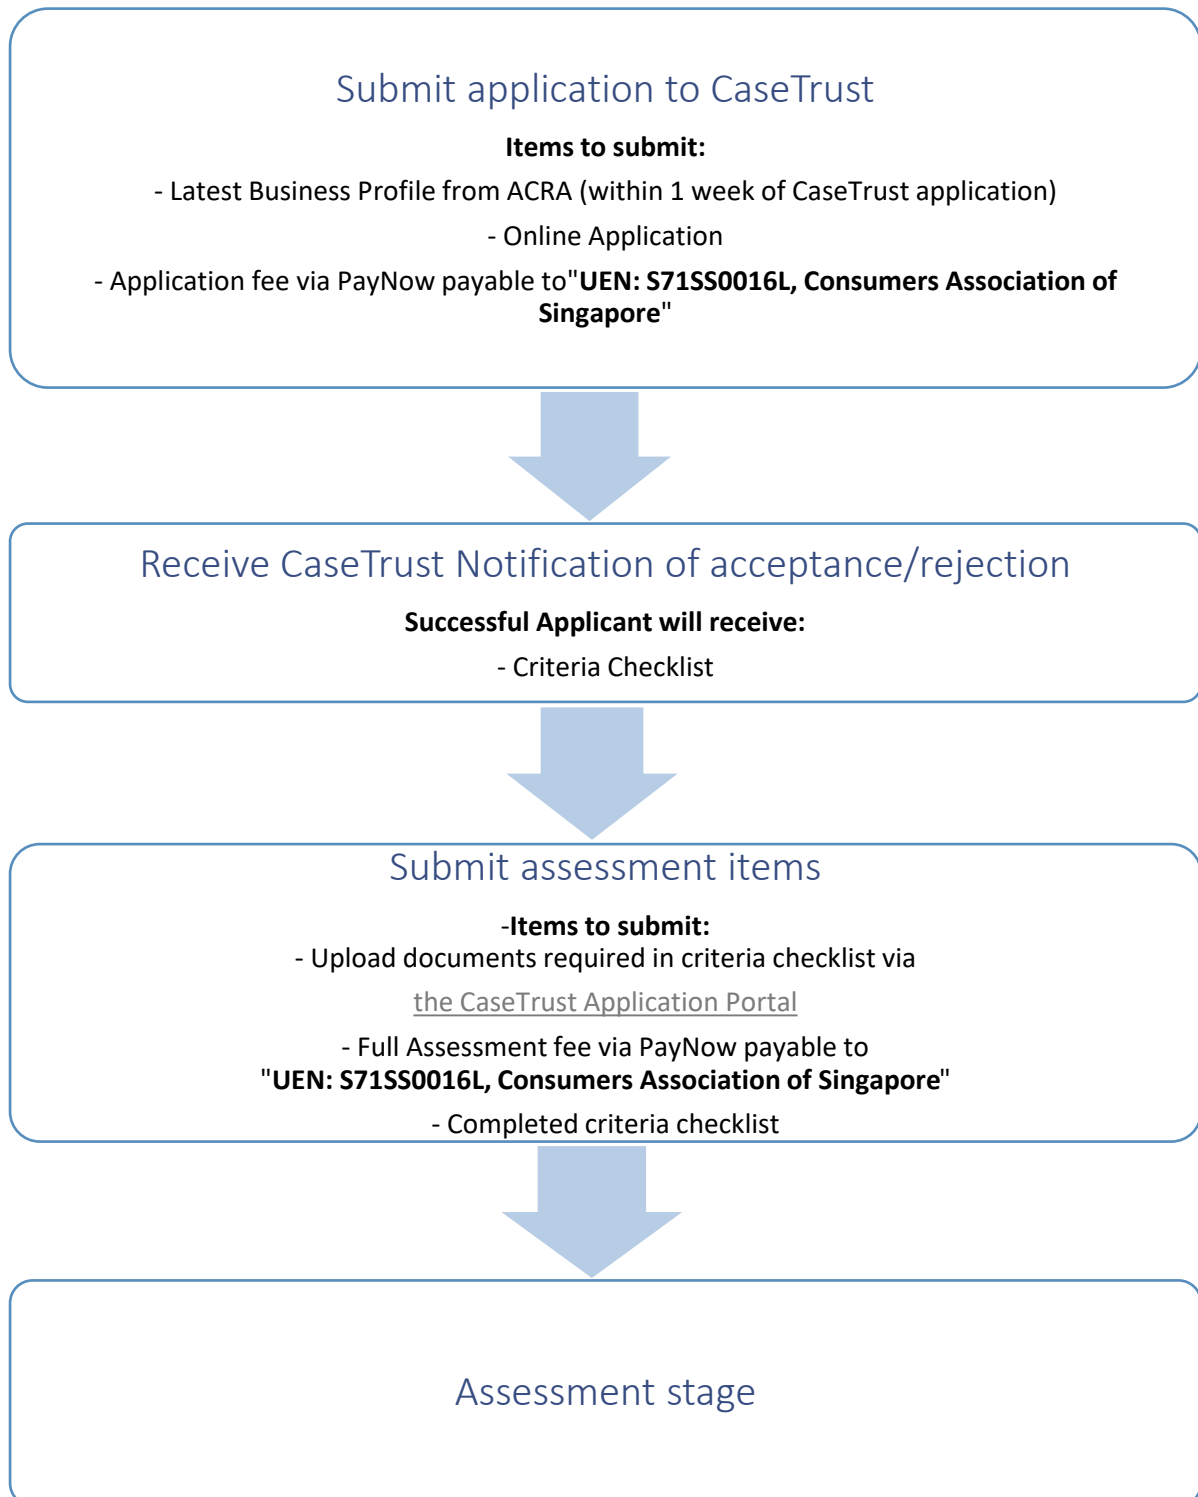 Submit application to CaseTrust
Items to submit:
- Latest Business Profile from ACRA (within 1 week of CaseTrust application)
- Online Application
- Application fee via PayNow payable to"UEN: S71SS0016L, Consumers Association of
Singapore"
Receive CaseTrust Notification of acceptance/rejection
Successful Applicant will receive:
- Criteria Checklist
Submit assessment items
-Items to submit:
- Upload documents required in criteria checklist via
the CaseTrust Application Portal
- Full Assessment fee via PayNow payable to
"UEN: S71SS0016L, Consumers Association of Singapore"
- Completed criteria checklist
Assessment stage